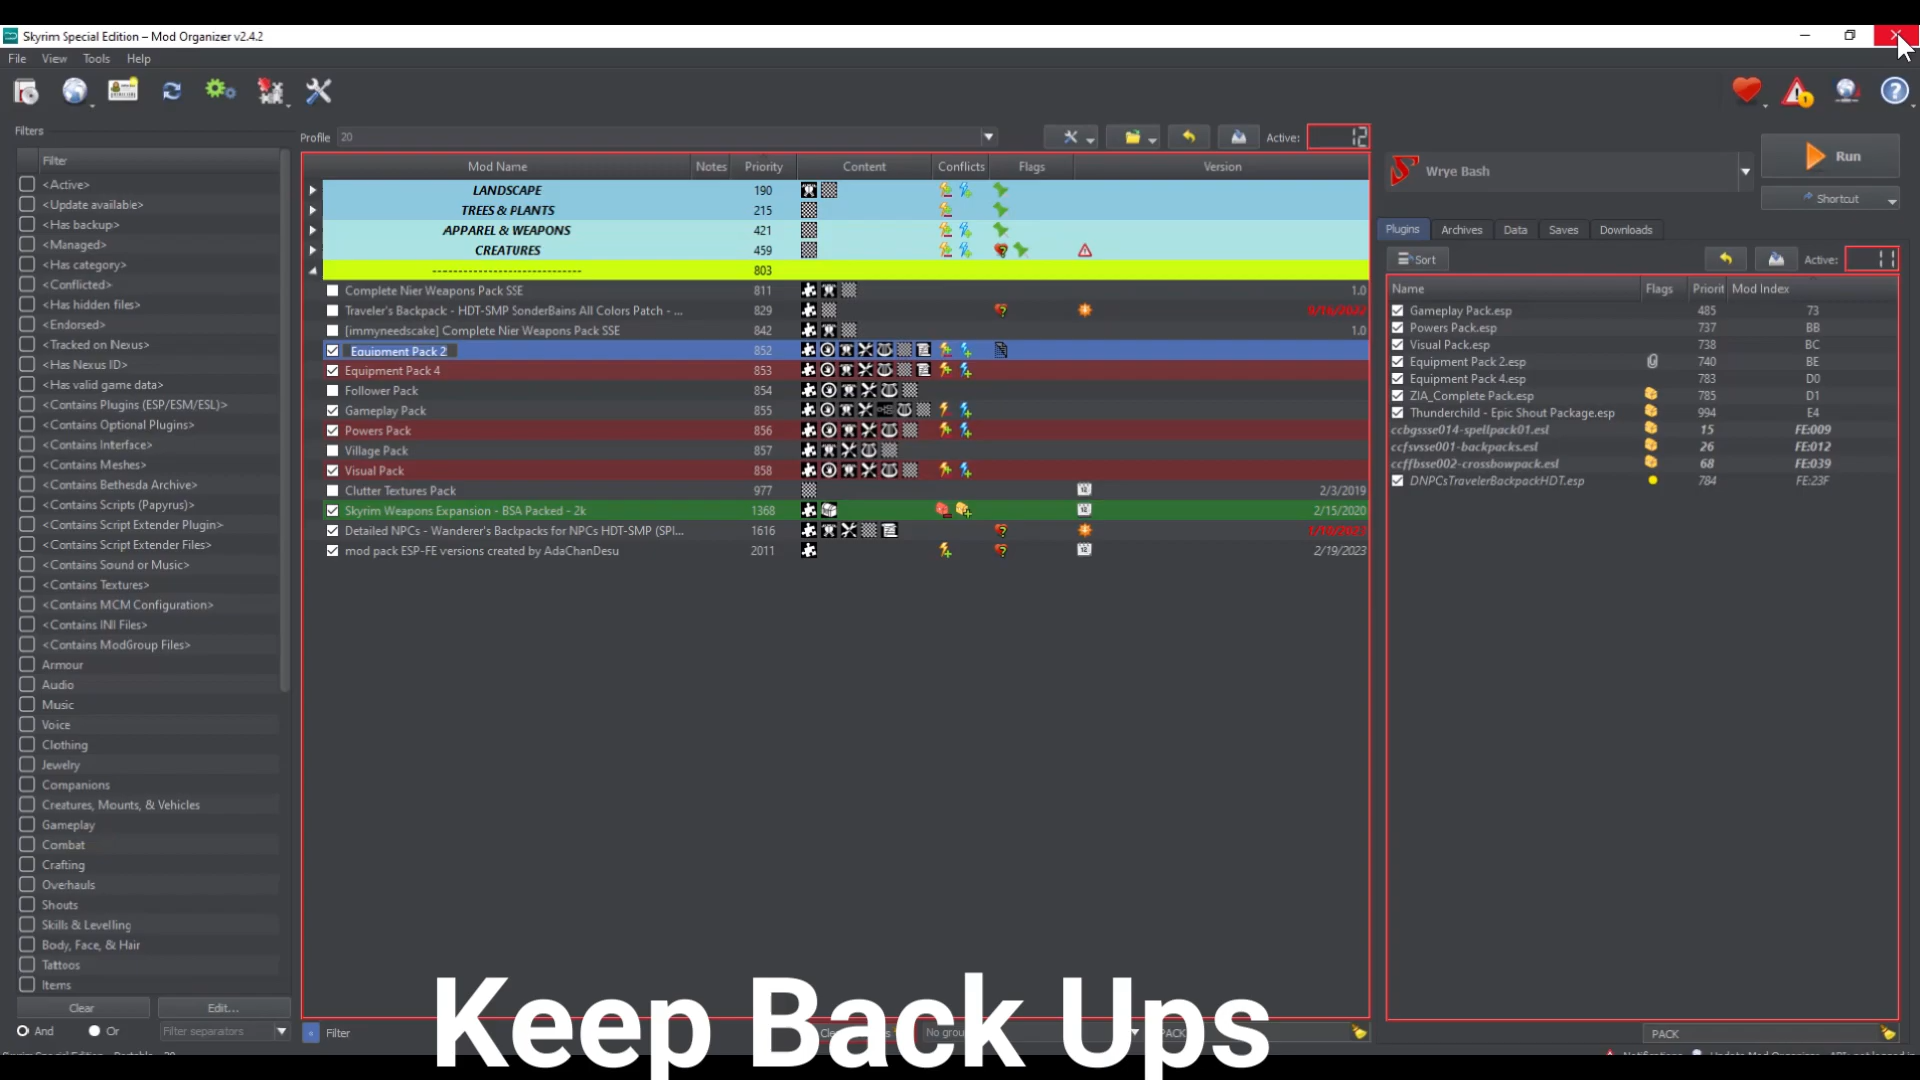 Skyrim Special Edition – Mod Organizer v2.4.2
File View Tools Help
Filters
Profile 20
Active: 12
Wrye Bash
Run
Shortcut
Filter
<Active>
<Update available>
<Has backup>
<Managed>
<Has category>
<Conflicted>
<Has hidden files>
<Endorsed>
<Tracked on Nexus>
<Has Nexus ID>
<Has valid game data>
<Contains Plugins (ESP/ESM/ESL)>
<Contains Optional Plugins>
<Contains Interface>
<Contains Meshes>
<Contains Bethesda Archive>
<Contains Scripts (Papyrus)>
<Contains Script Extender Plugin>
<Contains Script Extender Files>
<Contains Sound or Music>
<Contains Textures>
<Contains MCM Configuration>
<Contains INI Files>
<Contains ModGroup Files>
Armour
Audio
Music
Voice
Clothing
Jewelry
Companions
Creatures, Mounts, & Vehicles
Gameplay
Combat
Crafting
Overhauls
Shouts
Skills & Levelling
Body, Face, & Hair
Tattoos
Items
Clear Edit...
And Or Filter separators
Mod Name Notes Priority Content Conflicts Flags Version
LANDSCAPE 190
TREES & PLANTS 215
APPAREL & WEAPONS 421
CREATURES 459
----------------------------- 803
Complete Nier Weapons Pack SSE 811 1.0
Traveler's Backpack - HDT-SMP SonderBains All Colors Patch - ... 829
[immyneedscake] Complete Nier Weapons Pack SSE 842 1.0
Equipment Pack 2 852
Equipment Pack 4 853
Follower Pack 854
Gameplay Pack 855
Powers Pack 856
Village Pack 857
Visual Pack 858
Clutter Textures Pack 977 2/3/2019
Skyrim Weapons Expansion - BSA Packed - 2k 1368 2/15/2020
Detailed NPCs - Wanderer's Backpacks for NPCs HDT-SMP (SPI... 1616
mod pack ESP-FE versions created by AdaChanDesu 2011 2/19/2023
Filter
No grou
PACK
Plugins Archives Data Saves Downloads
Sort Active: 11
Name Flags Priorit Mod Index
Gameplay Pack.esp 485 73
Powers Pack.esp 737 BB
Visual Pack.esp 738 BC
Equipment Pack 2.esp 740 BE
Equipment Pack 4.esp 783 D0
ZIA_Complete Pack.esp 785 D1
Thunderchild - Epic Shout Package.esp 994 E4
ccbgssse014-spellpack01.esl 15 FE:009
ccfsvsse001-backpacks.esl 26 FE:012
ccffbsse002-crossbowpack.esl 68 FE:039
DNPCsTravelerBackpackHDT.esp 784 FE:23F
PACK
Keep Back Ups